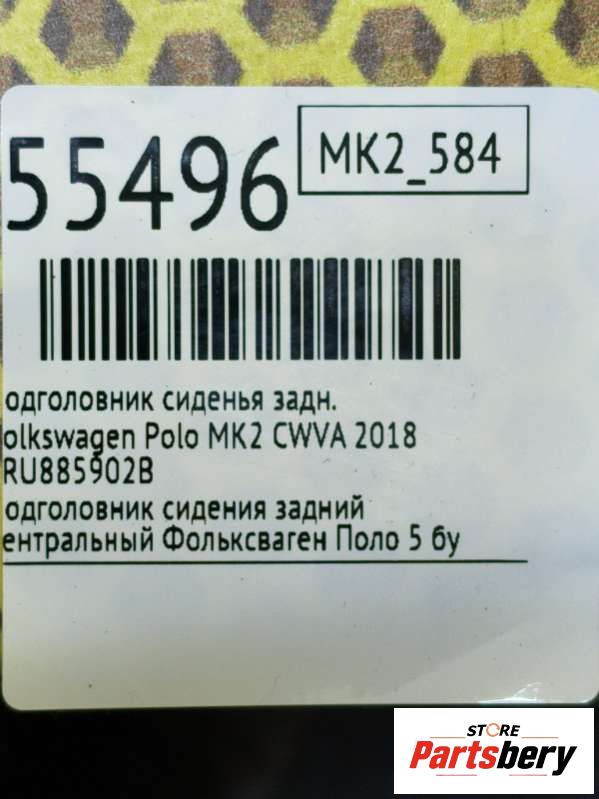 55496
MK2_584
одголовник сиденья задн.
olkswagen Polo MK2 CWVA 2018
RU885902B
одголовник сидения задний
ентральный Фольксваген Поло 5 бу
STORE
Partsbery